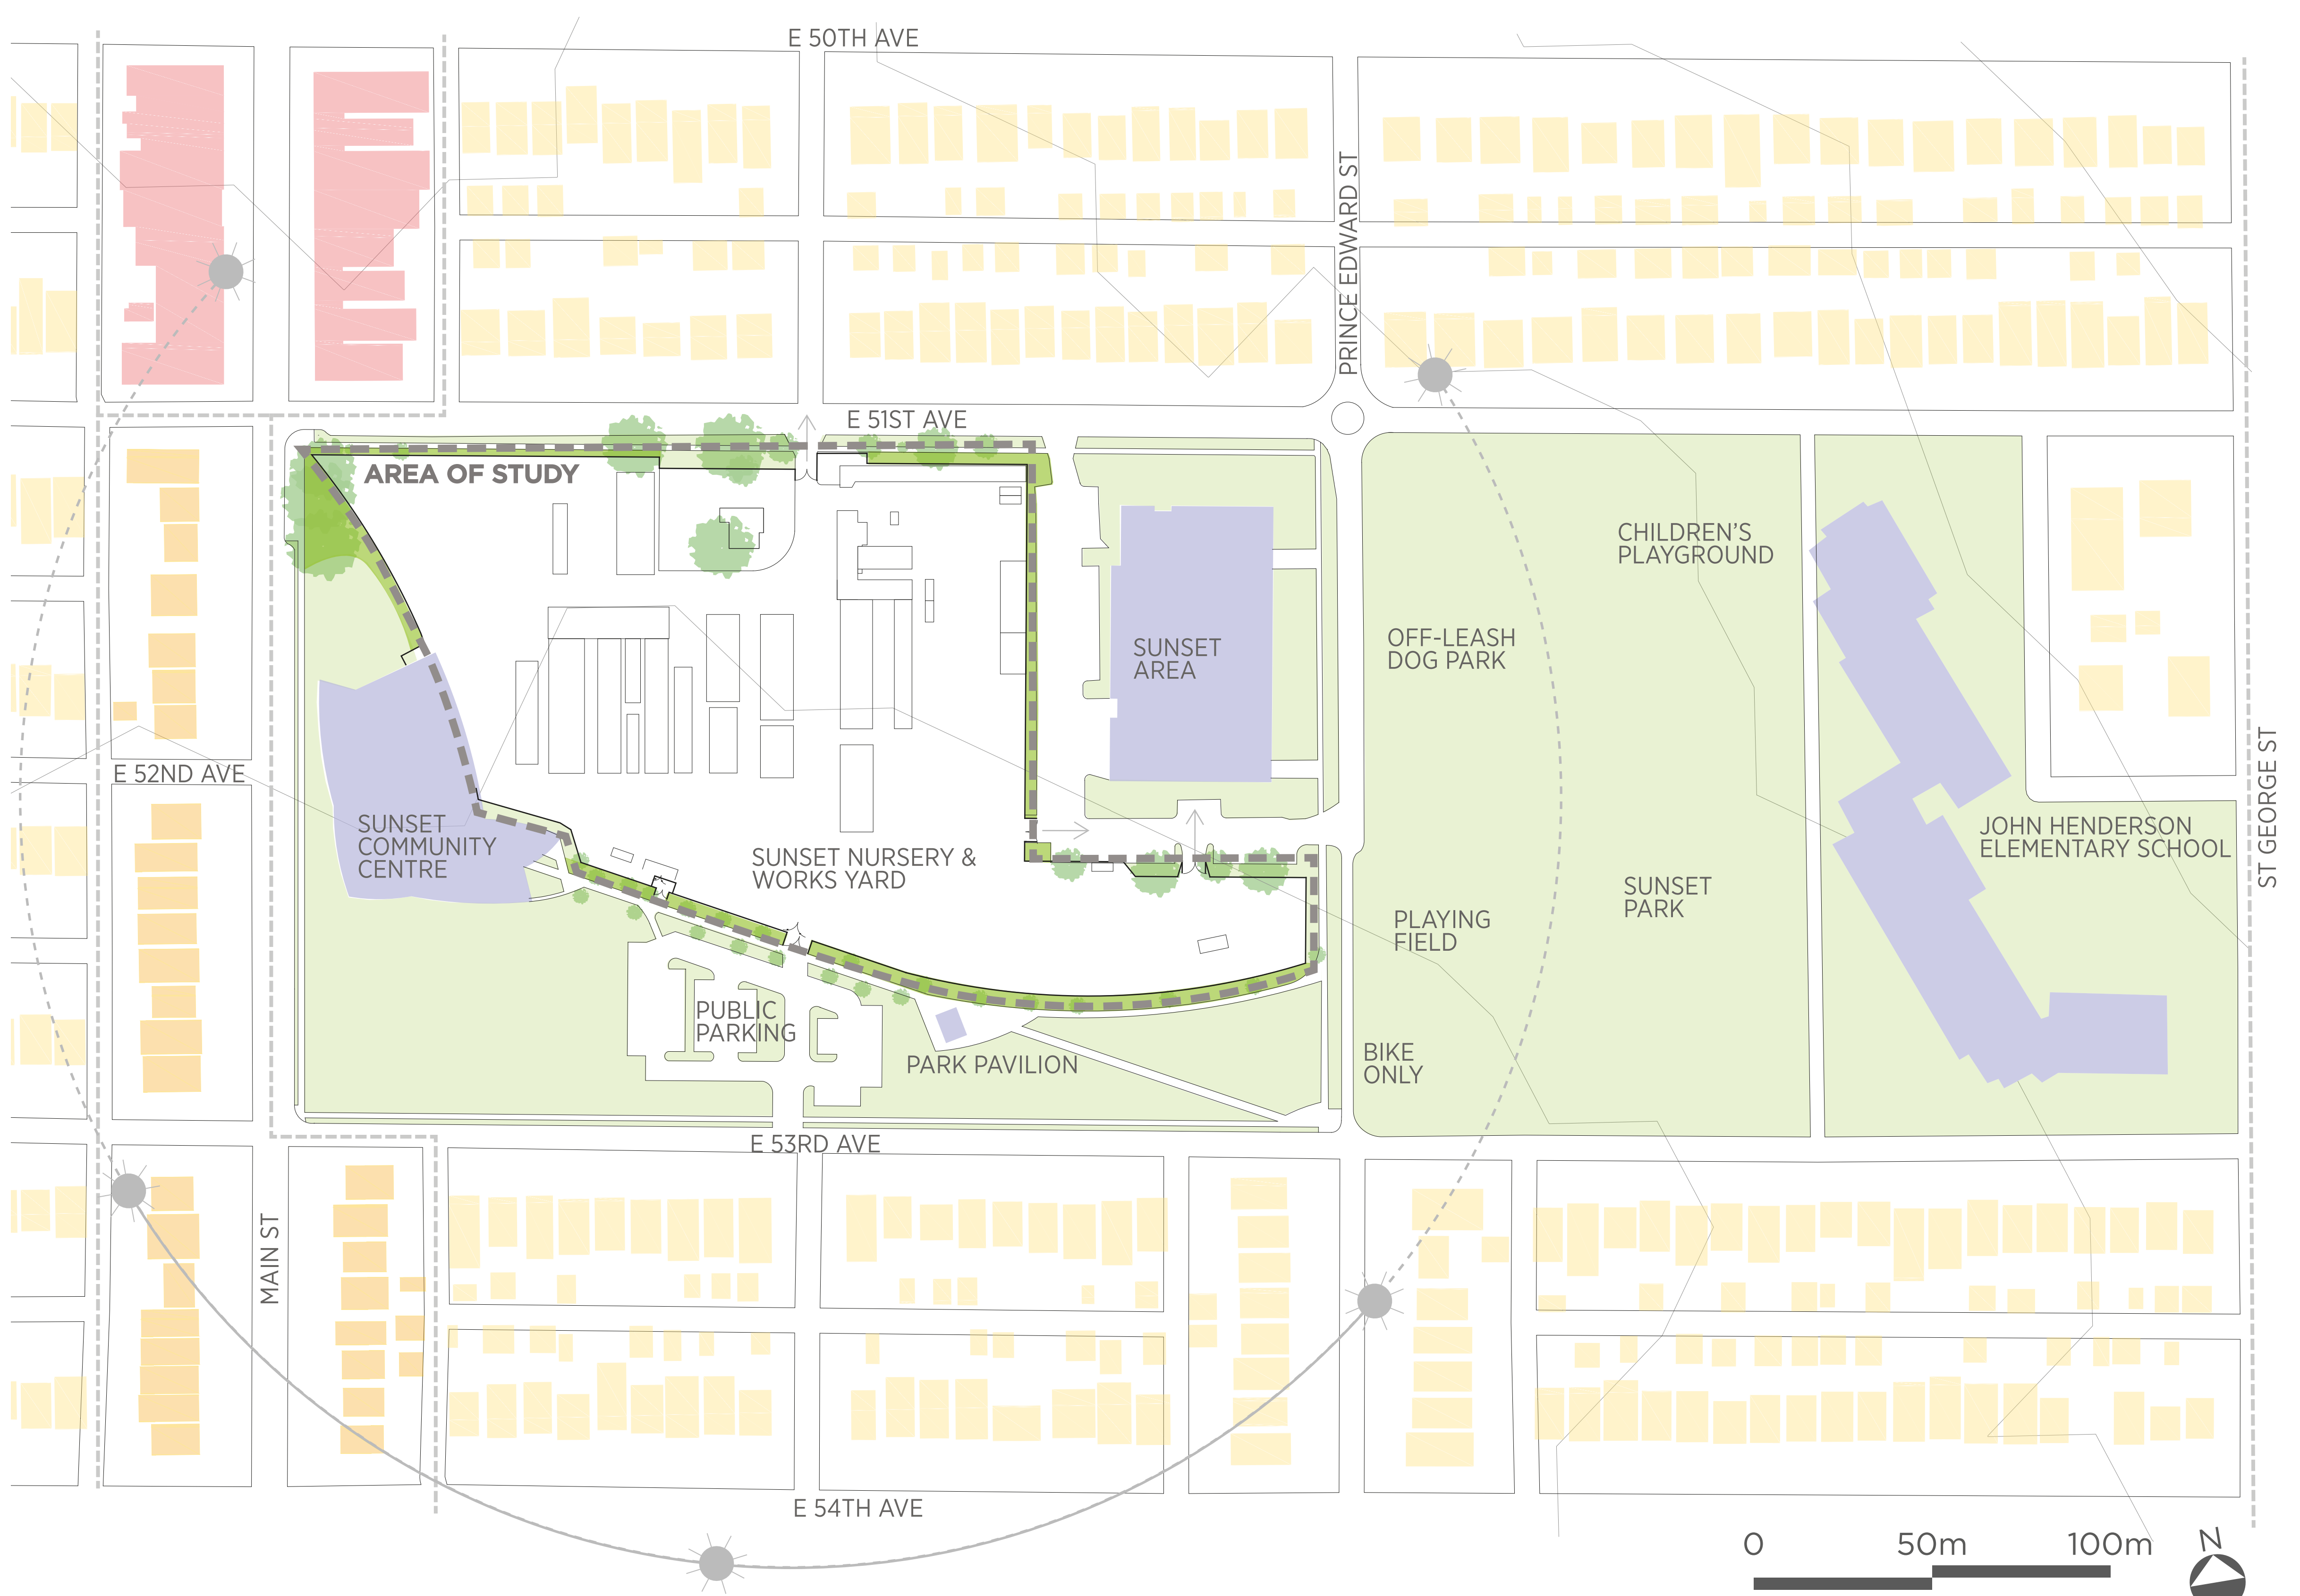 E 50TH AVE
PRINCE EDWARD ST
E 51ST AVE
AREA OF STUDY
CHILDREN'S
PLAYGROUND
OFF-LEASH
DOG PARK
SUNSET
AREA
E 52ND AVE
ST GEORGE ST
SUNSET
COMMUNITY
CENTRE
SUNSET NURSERY &
WORKS YARD
JOHN HENDERSON
ELEMENTARY SCHOOL
SUNSET
PARK
PLAYING
FIELD
PUBLIC
PARKING
PARK PAVILION
BIKE
ONLY
E 53RD AVE
MAIN ST
E 54TH AVE
0 50m 100m
N